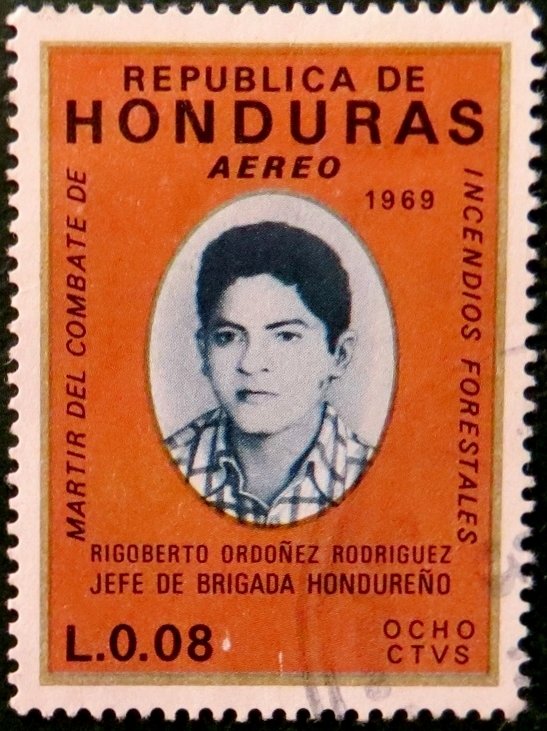 REPUBLICA DE
HONDURAS
AEREO
1969
MARTIR DEL COMBATE DE
INCENDIOS FORESTALES
RIGOBERTO ORDOÑEZ RODRIGUEZ
JEFE DE BRIGADA HONDUREÑO
L.0.08
OCHO
CTVS